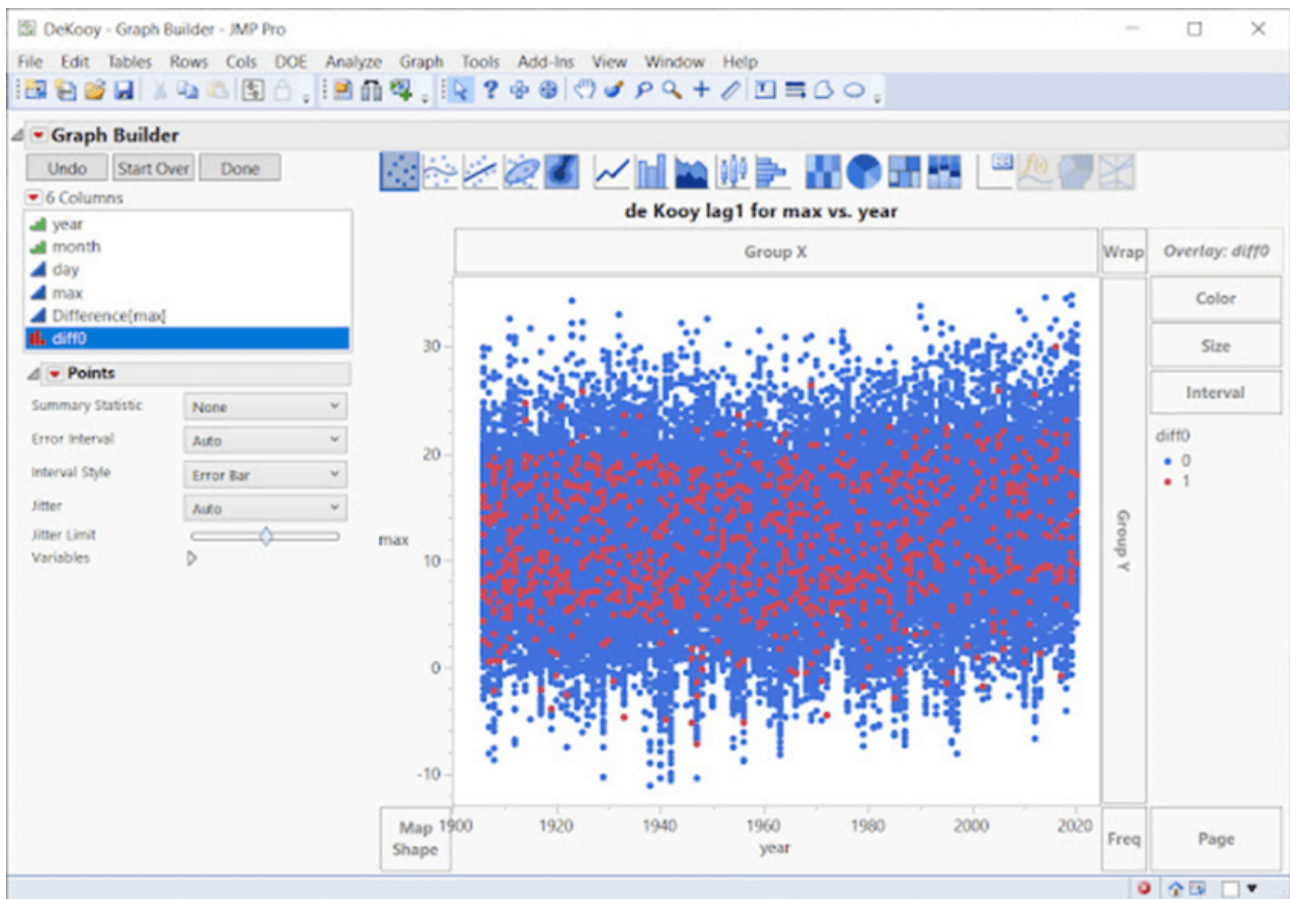 DeKooy - Graph Builder - JMP Pro
File Edit Tables Rows Cols DOE Analyze Graph Tools Add-Ins View Window Help
Graph Builder
Undo Start Over Done
6 Columns
year
month
day
max
Difference[max]
diff0
Points
Summary Statistic None
Error Interval Auto
Interval Style Error Bar
Jitter Auto
Jitter Limit
Variables
de Kooy lag1 for max vs. year
Group X
Wrap
Overlay: diff0
Color
Size
Interval
diff0
0
1
Group Y
max
30
20
10
0
-10
Map Shape
1900 1920 1940 1960 1980 2000 2020
year
Freq
Page